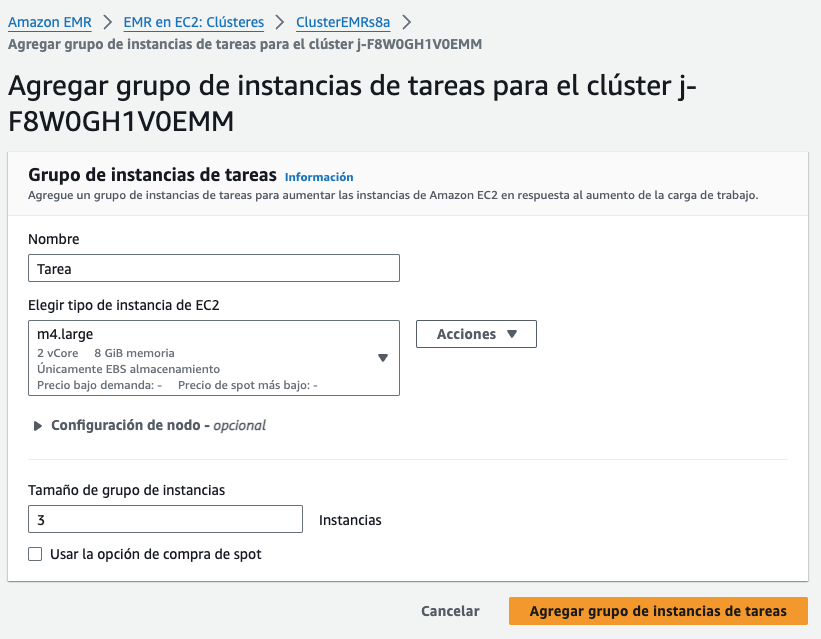 Amazon EMR > EMR en EC2: Clústeres > ClusterEMRs8a >
Agregar grupo de instancias de tareas para el clúster j-F8W0GH1V0EMM
Agregar grupo de instancias de tareas para el clúster j-
F8W0GH1V0EMM
Grupo de instancias de tareas Información
Agregue un grupo de instancias de tareas para aumentar las instancias de Amazon EC2 en respuesta al aumento de la carga de trabajo.
Nombre
Tarea
Elegir tipo de instancia de EC2
m4.large
2 vCore 8 GiB memoria
Únicamente EBS almacenamiento
Precio bajo demanda: - Precio de spot más bajo: -
Acciones
Configuración de nodo - opcional
Tamaño de grupo de instancias
3 Instancias
Usar la opción de compra de spot
Cancelar Agregar grupo de instancias de tareas